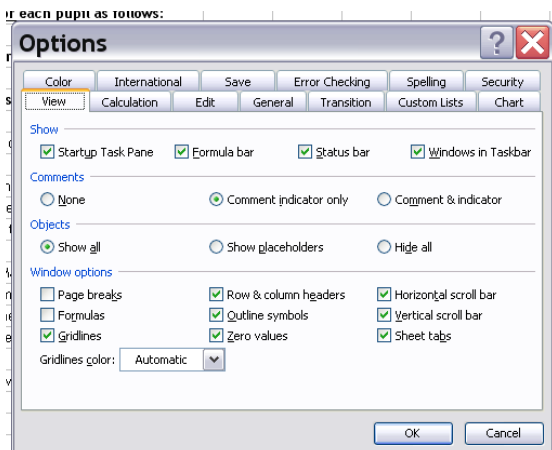 or each pupil as follows:
Options
Color International Save Error Checking Spelling Security
View Calculation Edit General Transition Custom Lists Chart
Show
Startup Task Pane Formula bar Status bar Windows in Taskbar
Comments
None Comment indicator only Comment & indicator
Objects
Show all Show placeholders Hide all
Window options
Page breaks Row & column headers Horizontal scroll bar
Formulas Outline symbols Vertical scroll bar
Gridlines Zero values Sheet tabs
Gridlines color: Automatic
OK Cancel